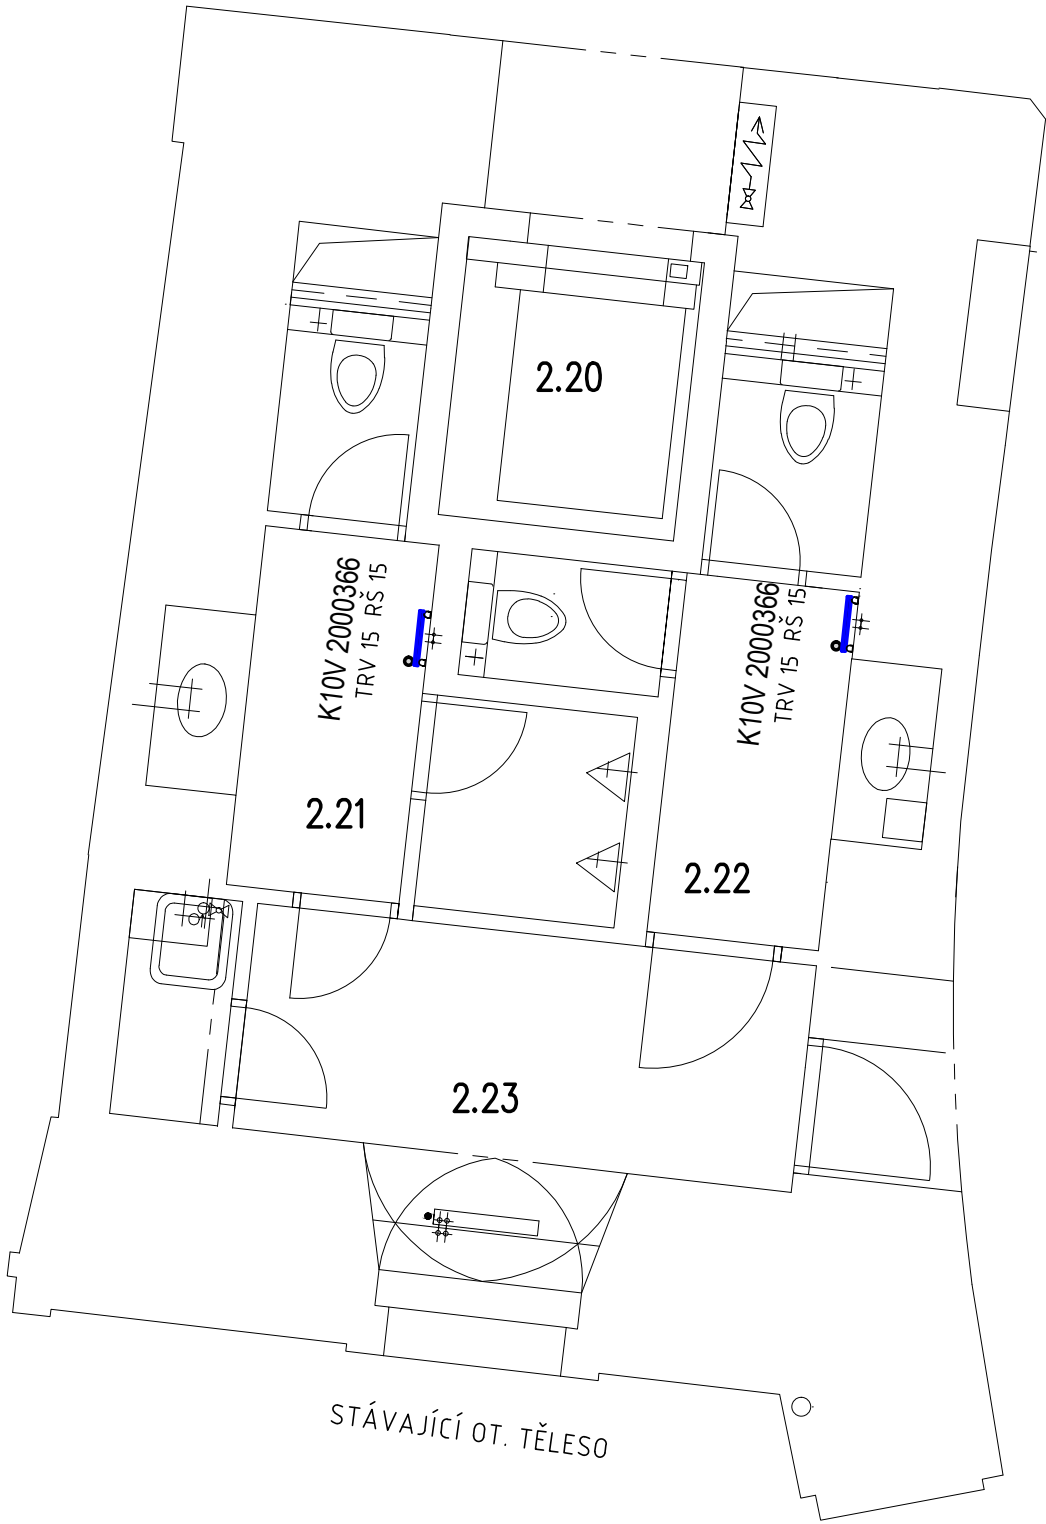 2.20
K10V 2000366
TRV 15 RŠ 15
K10V 2000366
TRV 15 RŠ 15
2.21
2.22
2.23
STÁVAJÍCÍ OT. TĚLESO